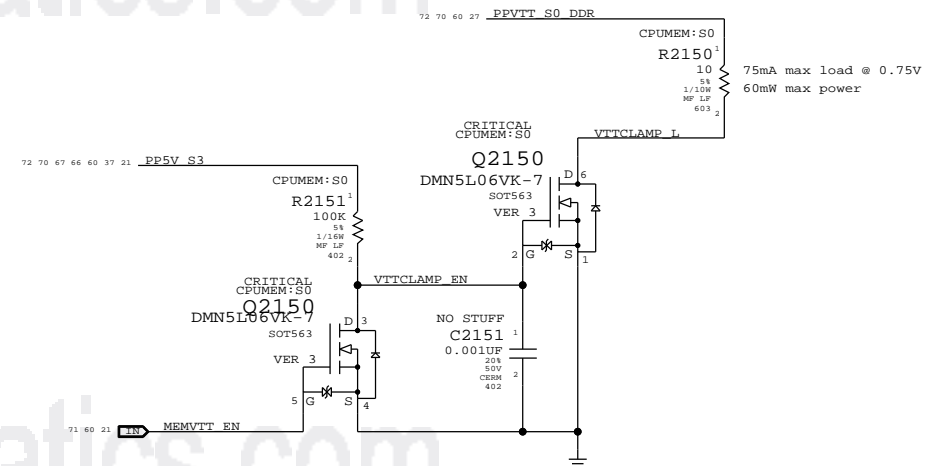 72 70 60 27 PPVTT_S0_DDR
CPUMEM:S0
R2150 1
10
5%
1/10W
MF LF
603
2
75mA max load @ 0.75V
60mW max power
CRITICAL
CPUMEM:S0
VTTCLAMP_L
Q2150
DMN5L06VK-7
SOT563
D 6
VER 3
2 G S 1
72 70 67 66 60 37 21 PP5V_S3
CPUMEM:S0
R2151 1
100K
5%
1/16W
MF LF
402 2
VTTCLAMP_EN
CRITICAL
CPUMEM:S0
Q2150
DMN5L06VK-7
SOT563
D 3
VER 3
5 G S 4
NO STUFF
C2151 1
0.001UF
20%
50V
CERM
402
2
71 60 21 IN MEMVTT_EN
atics.com